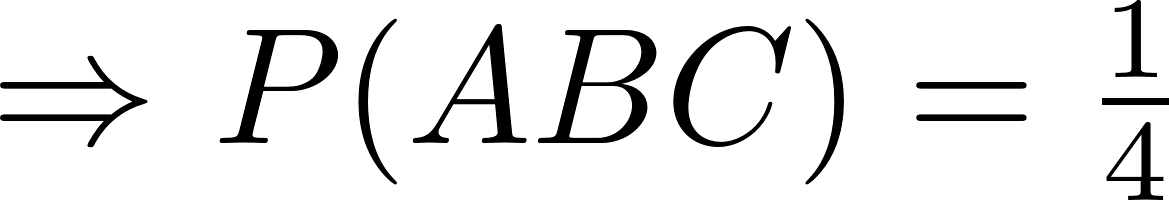 ⇒ P(ABC) = 1/4